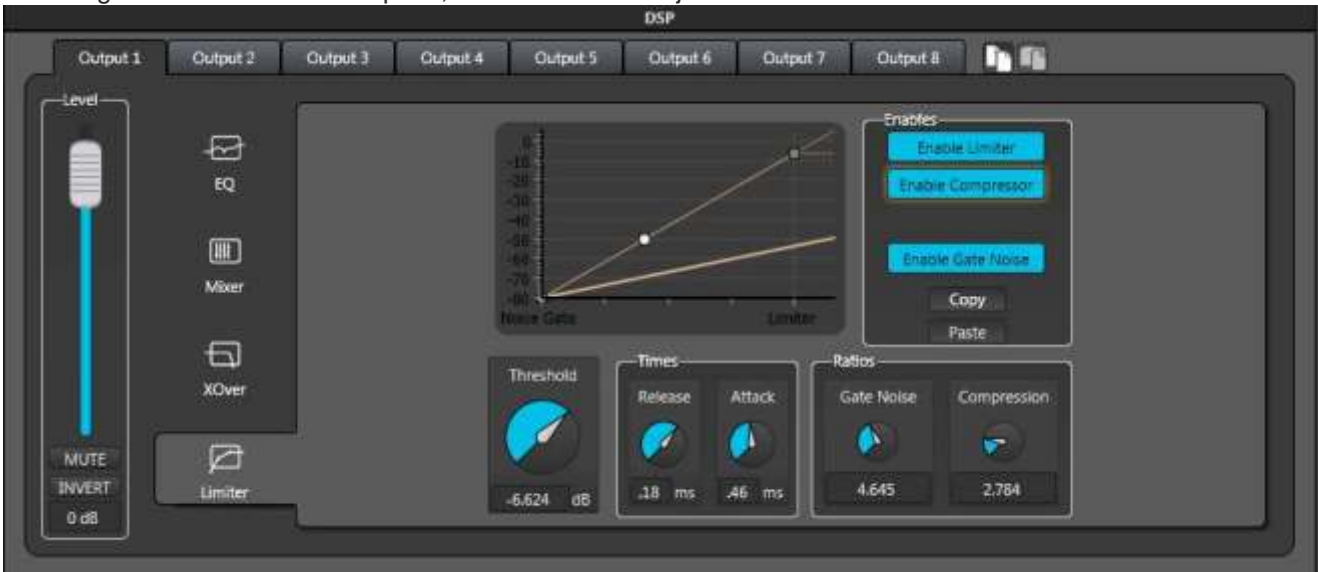 DSP
Output 1 Output 2 Output 3 Output 4 Output 5 Output 6 Output 7 Output 8
Level
EQ
Mixer
XOver
Limiter
MUTE
INVERT
0 dB
0
-10
-20
-30
-40
-50
-60
-70
-80
Noise Gate Limiter
Enables
Enable Limiter
Enable Compressor
Enable Gate Noise
Copy
Paste
Threshold
-6.624 dB
Times
Release Attack
.18 ms .46 ms
Ratios
Gate Noise Compression
4.645 2.784